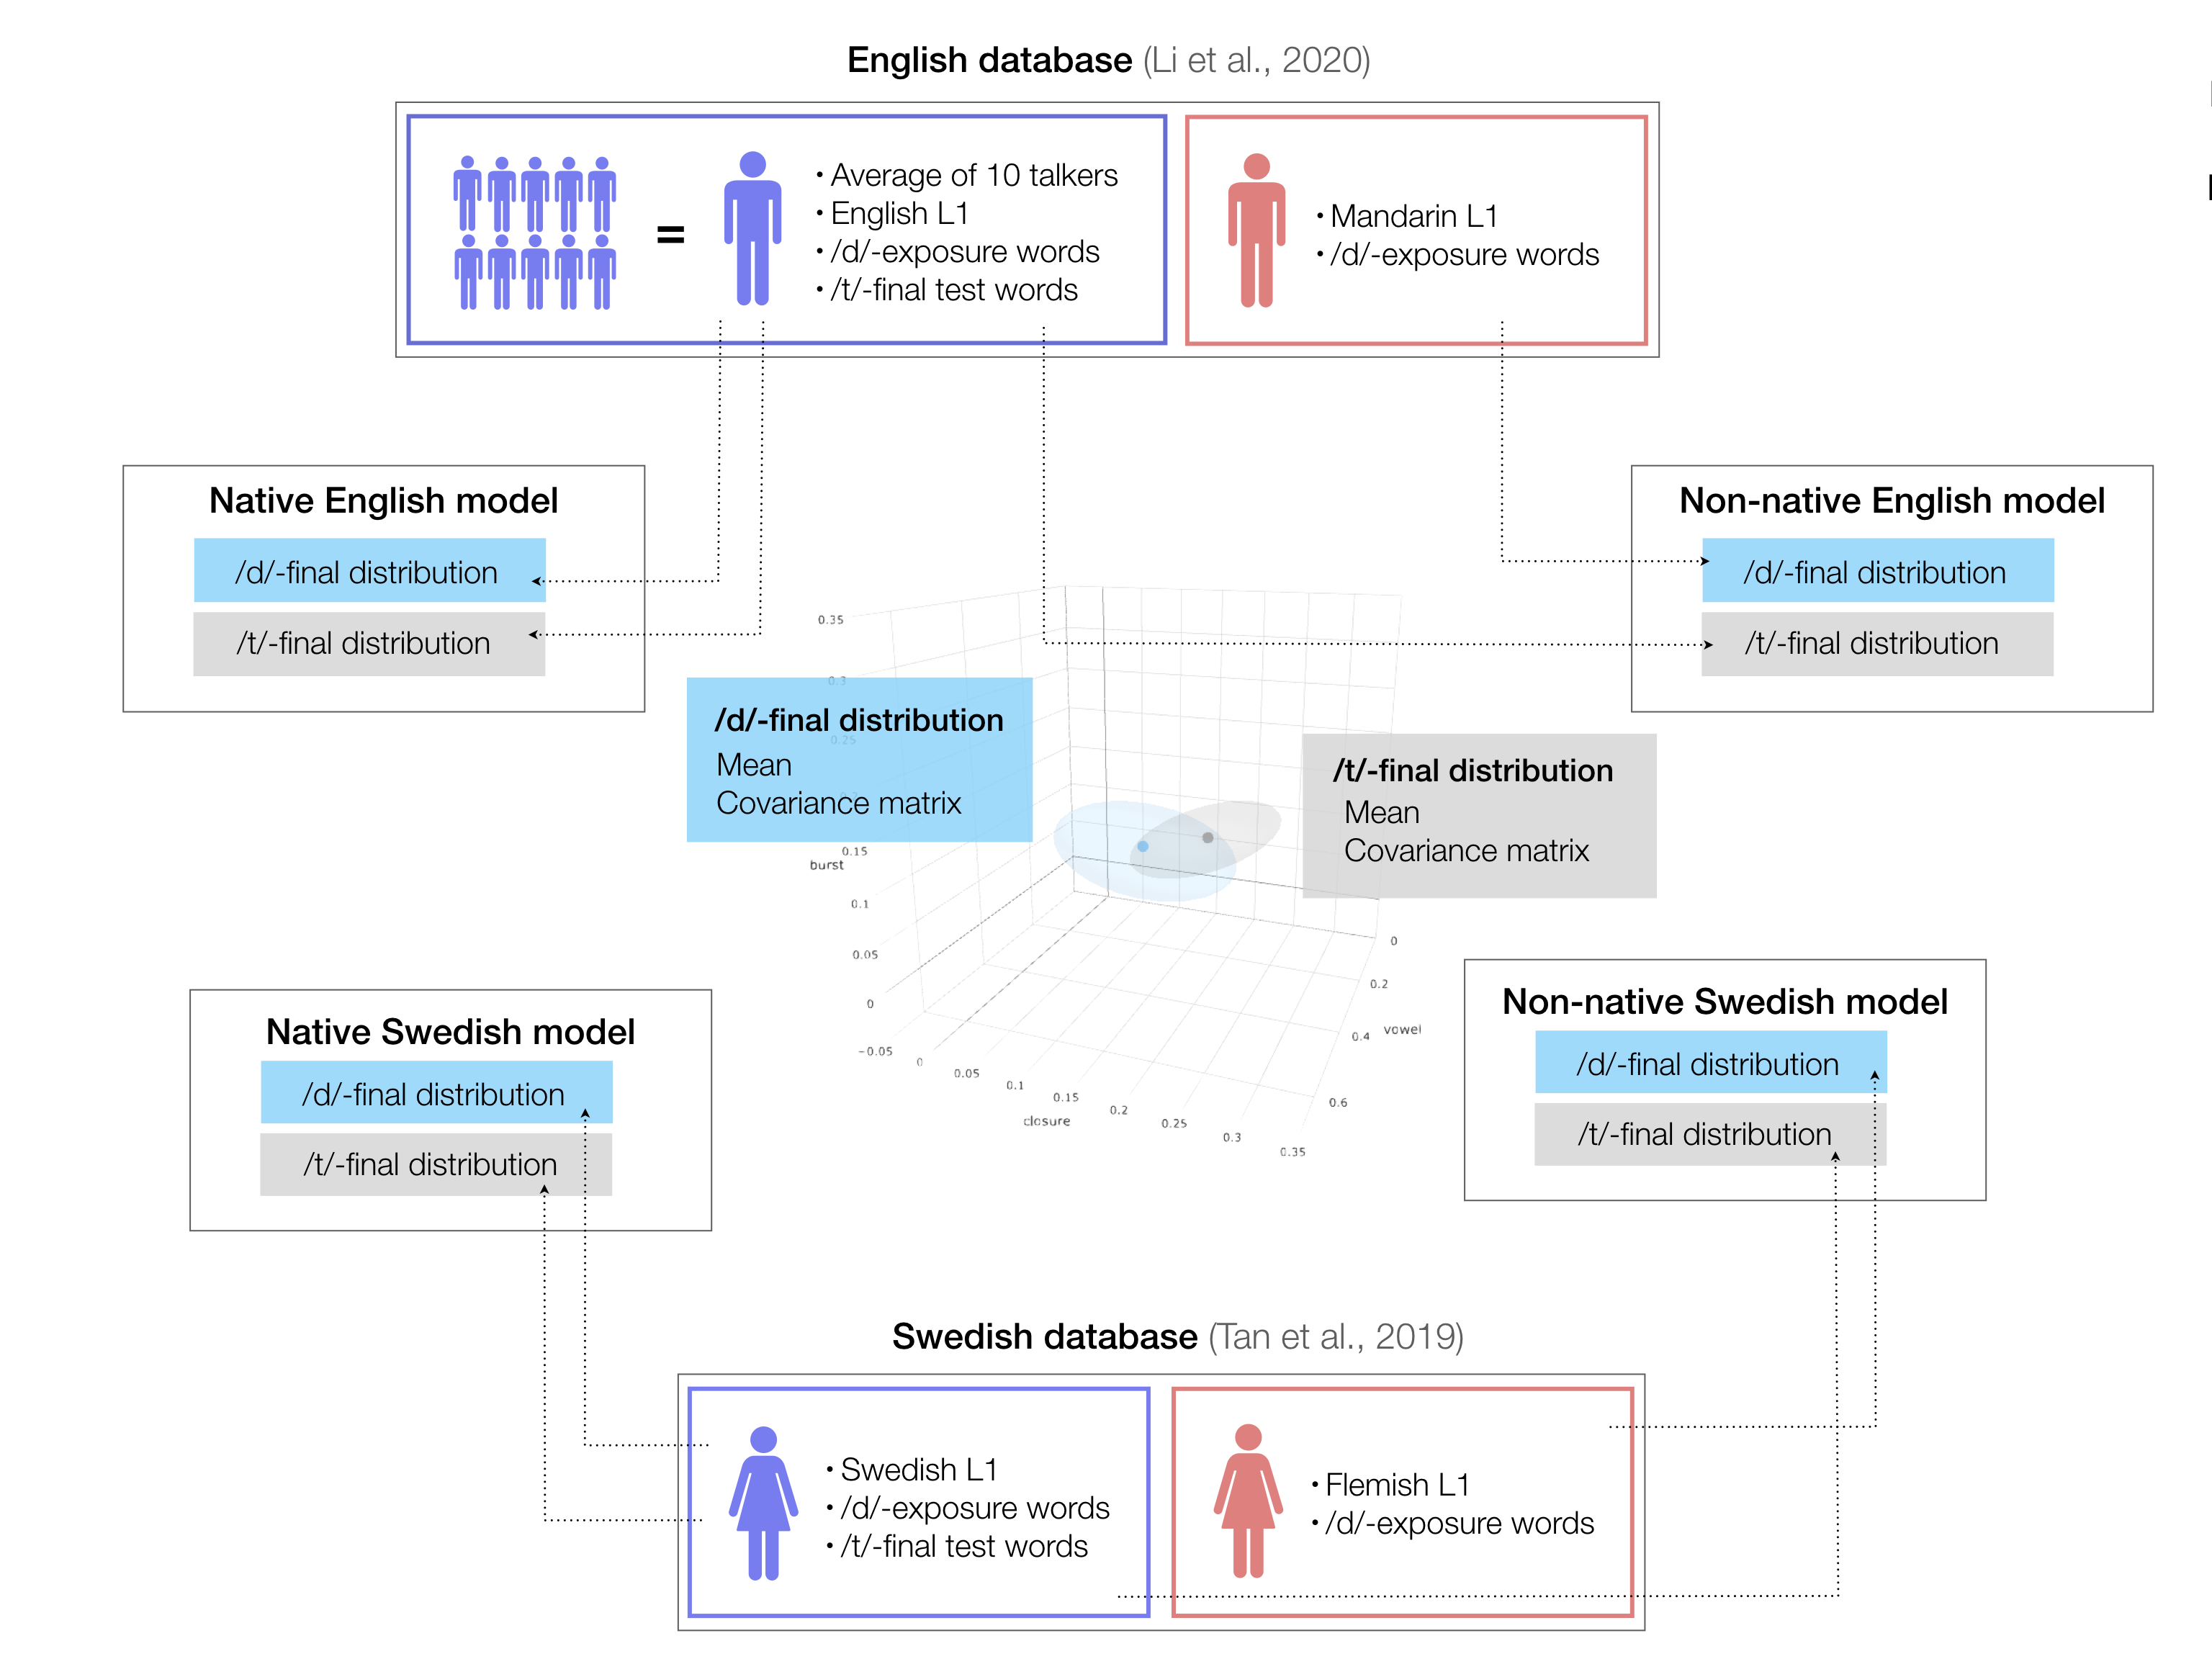 English database (Li et al., 2020)
• Average of 10 talkers
• English L1
• /d/-exposure words
• /t/-final test words
=
• Mandarin L1
• /d/-exposure words
Native English model
/d/-final distribution
/t/-final distribution
Non-native English model
/d/-final distribution
/t/-final distribution
/d/-final distribution
Mean
Covariance matrix
/t/-final distribution
Mean
Covariance matrix
0.35
0.3
0.25
0.2
0.15
burst
0.1
0.05
0
-0.05
0
0.05
0.1
0.15
closure
0.2
0.25
0.3
0.35
0
0.2
0.4
vowel
0.6
Native Swedish model
/d/-final distribution
/t/-final distribution
Non-native Swedish model
/d/-final distribution
/t/-final distribution
Swedish database (Tan et al., 2019)
• Swedish L1
• /d/-exposure words
• /t/-final test words
• Flemish L1
• /d/-exposure words